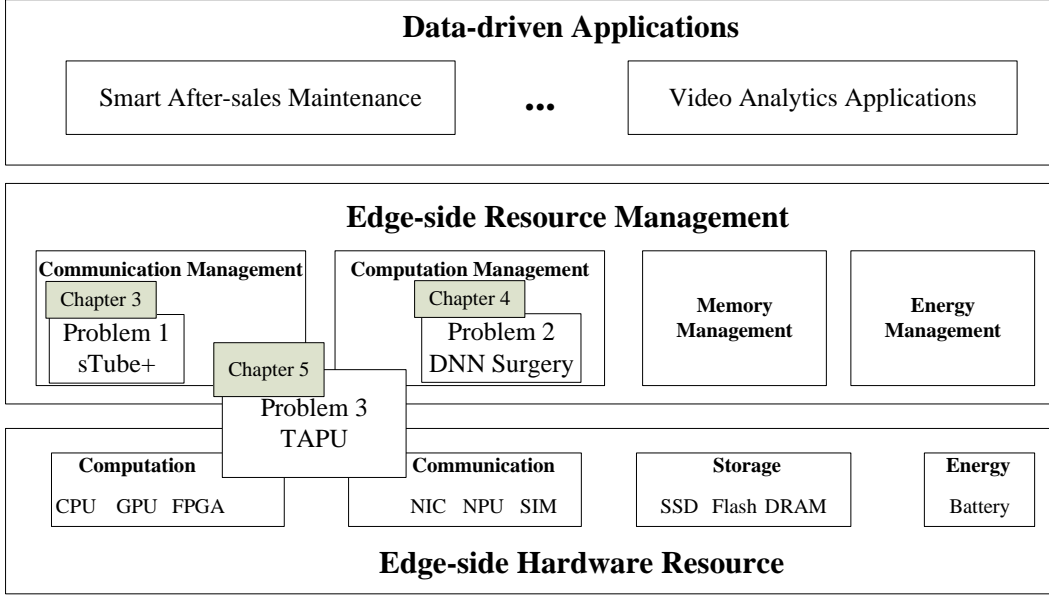 Data-driven Applications
Smart After-sales Maintenance
...
Video Analytics Applications
Edge-side Resource Management
Communication Management
Chapter 3
Problem 1
sTube+
Computation Management
Chapter 4
Problem 2
DNN Surgery
Memory
Management
Energy
Management
Chapter 5
Problem 3
TAPU
Computation
CPU GPU FPGA
Communication
NIC NPU SIM
Storage
SSD Flash DRAM
Energy
Battery
Edge-side Hardware Resource